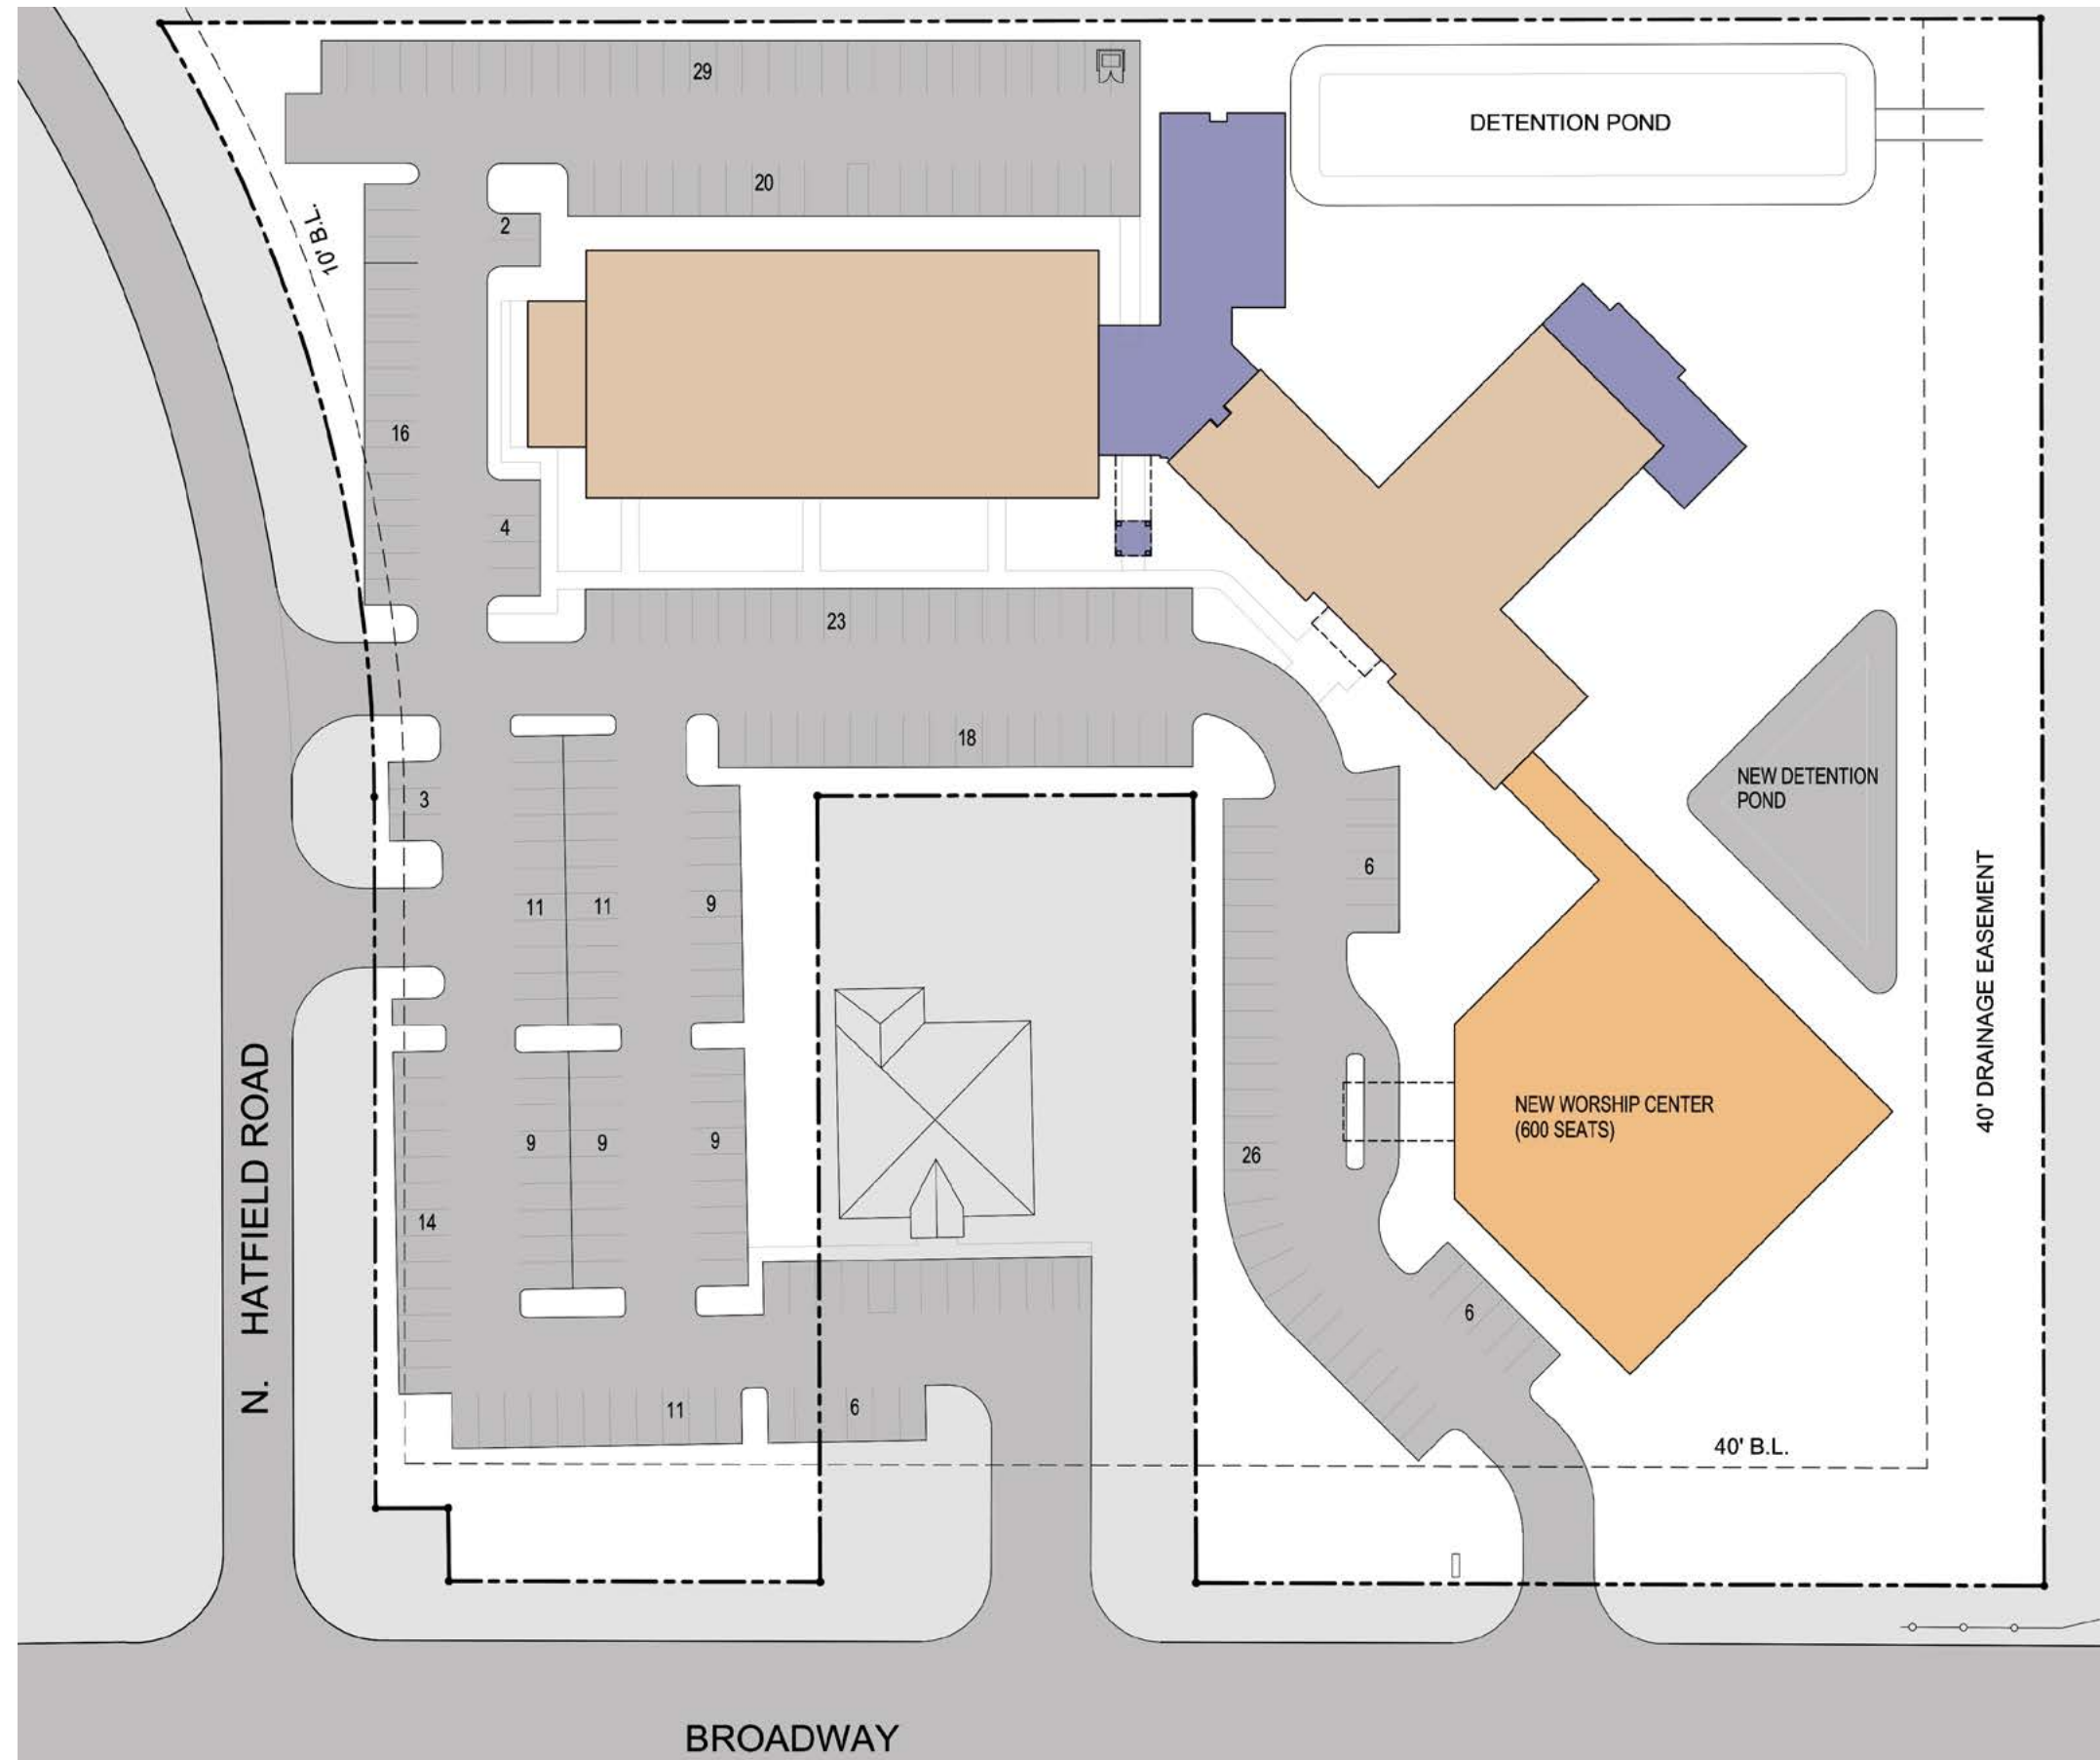 29
DETENTION POND
20
2
10' B.L.
16
4
23
18
3
NEW DETENTION
POND
6
11
11
9
40' DRAINAGE EASEMENT
N. HATFIELD ROAD
NEW WORSHIP CENTER
(600 SEATS)
9
9
9
26
14
6
11
6
40' B.L.
BROADWAY